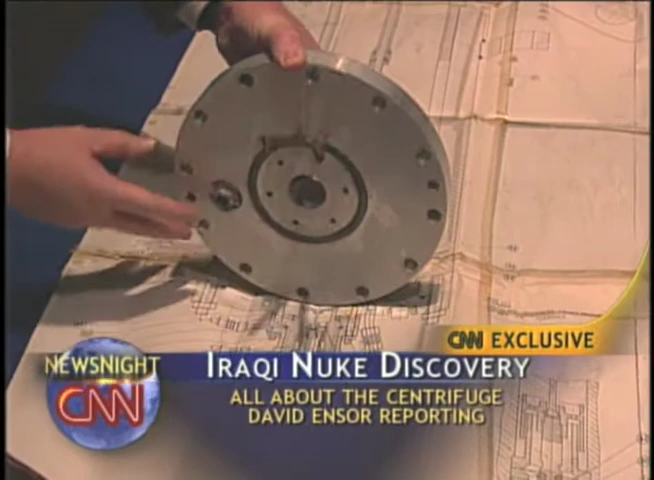 CNN EXCLUSIVE
NEWSNIGHT
CNN
IRAQI NUKE DISCOVERY
ALL ABOUT THE CENTRIFUGE
DAVID ENSOR REPORTING